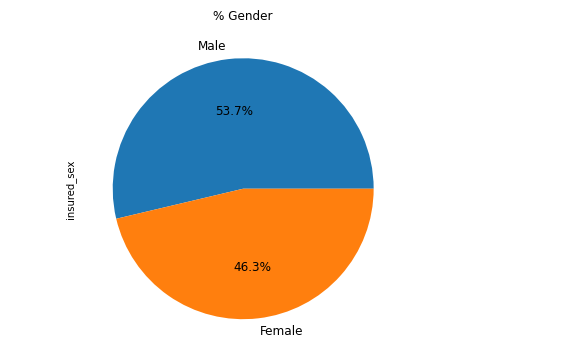 % Gender
Male
53.7%
insured_sex
46.3%
Female